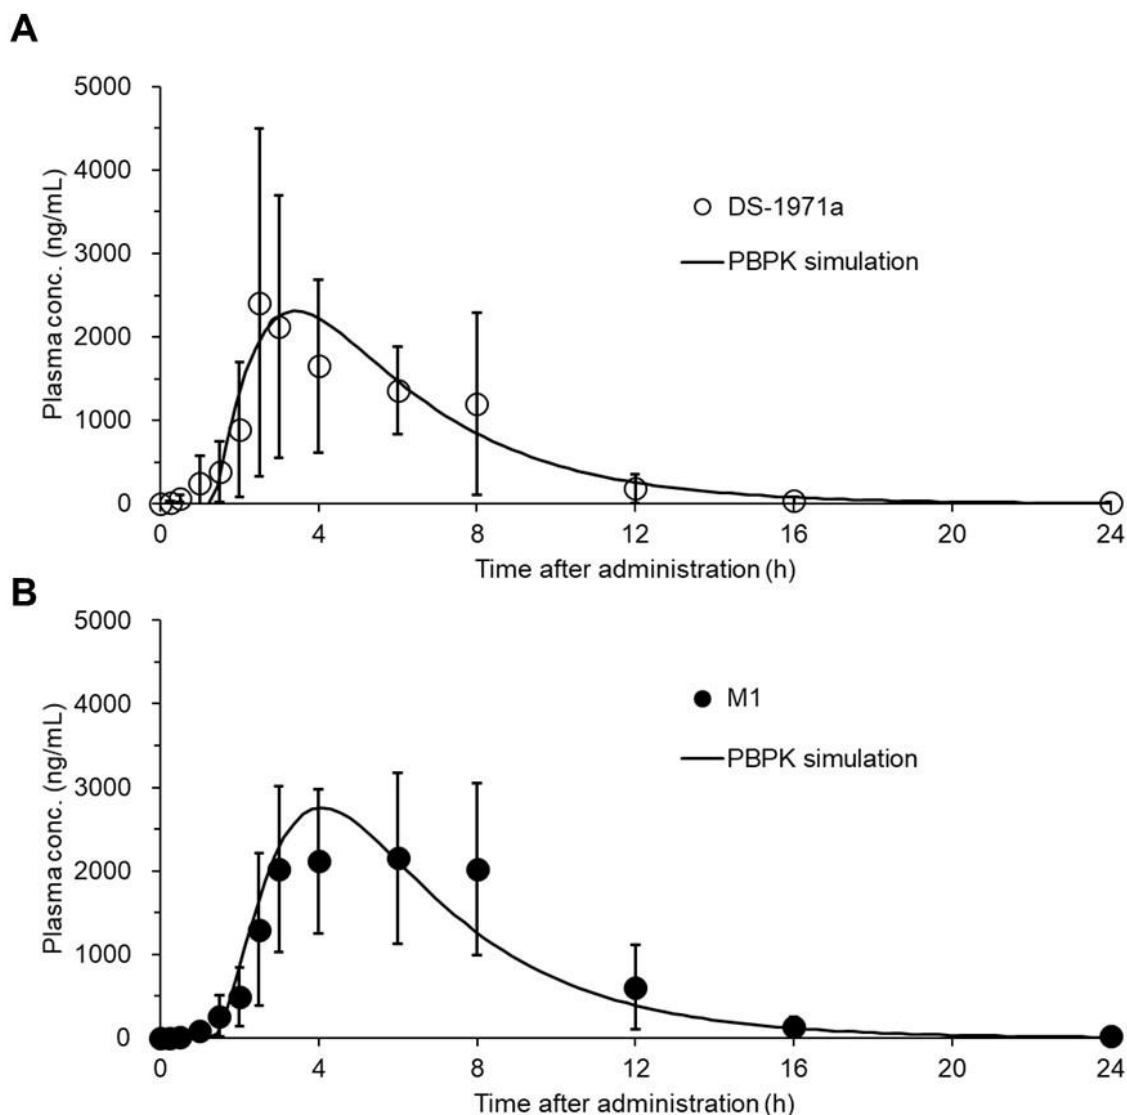 A
5000
4000
3000
2000
1000
0
Plasma conc. (ng/mL)
DS-1971a
PBPK simulation
0 4 8 12 16 20 24
Time after administration (h)
B
5000
4000
3000
2000
1000
0
Plasma conc. (ng/mL)
M1
PBPK simulation
0 4 8 12 16 20 24
Time after administration (h)